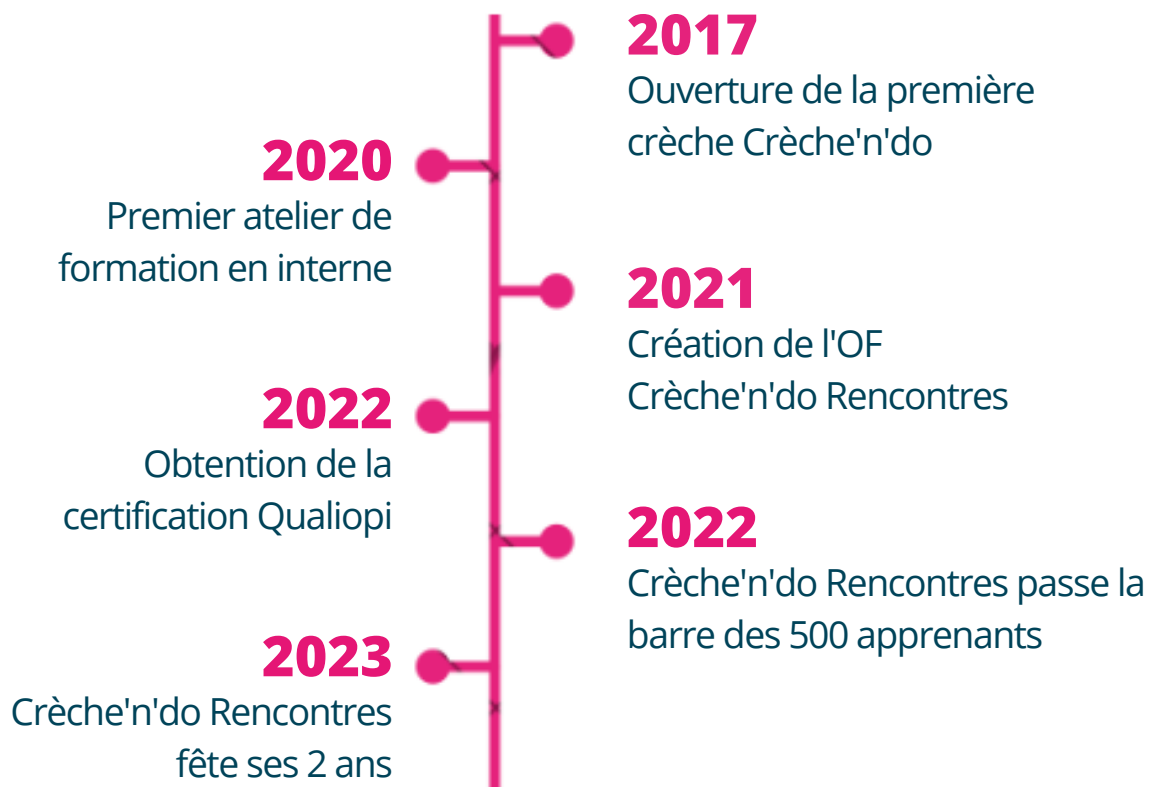 2017
Ouverture de la première
crèche Crèche'n'do
2020
Premier atelier de
formation en interne
2021
Création de l'OF
Crèche'n'do Rencontres
2022
Obtention de la
certification Qualiopi
2022
Crèche'n'do Rencontres passe la
barre des 500 apprenants
2023
Crèche'n'do Rencontres
fête ses 2 ans